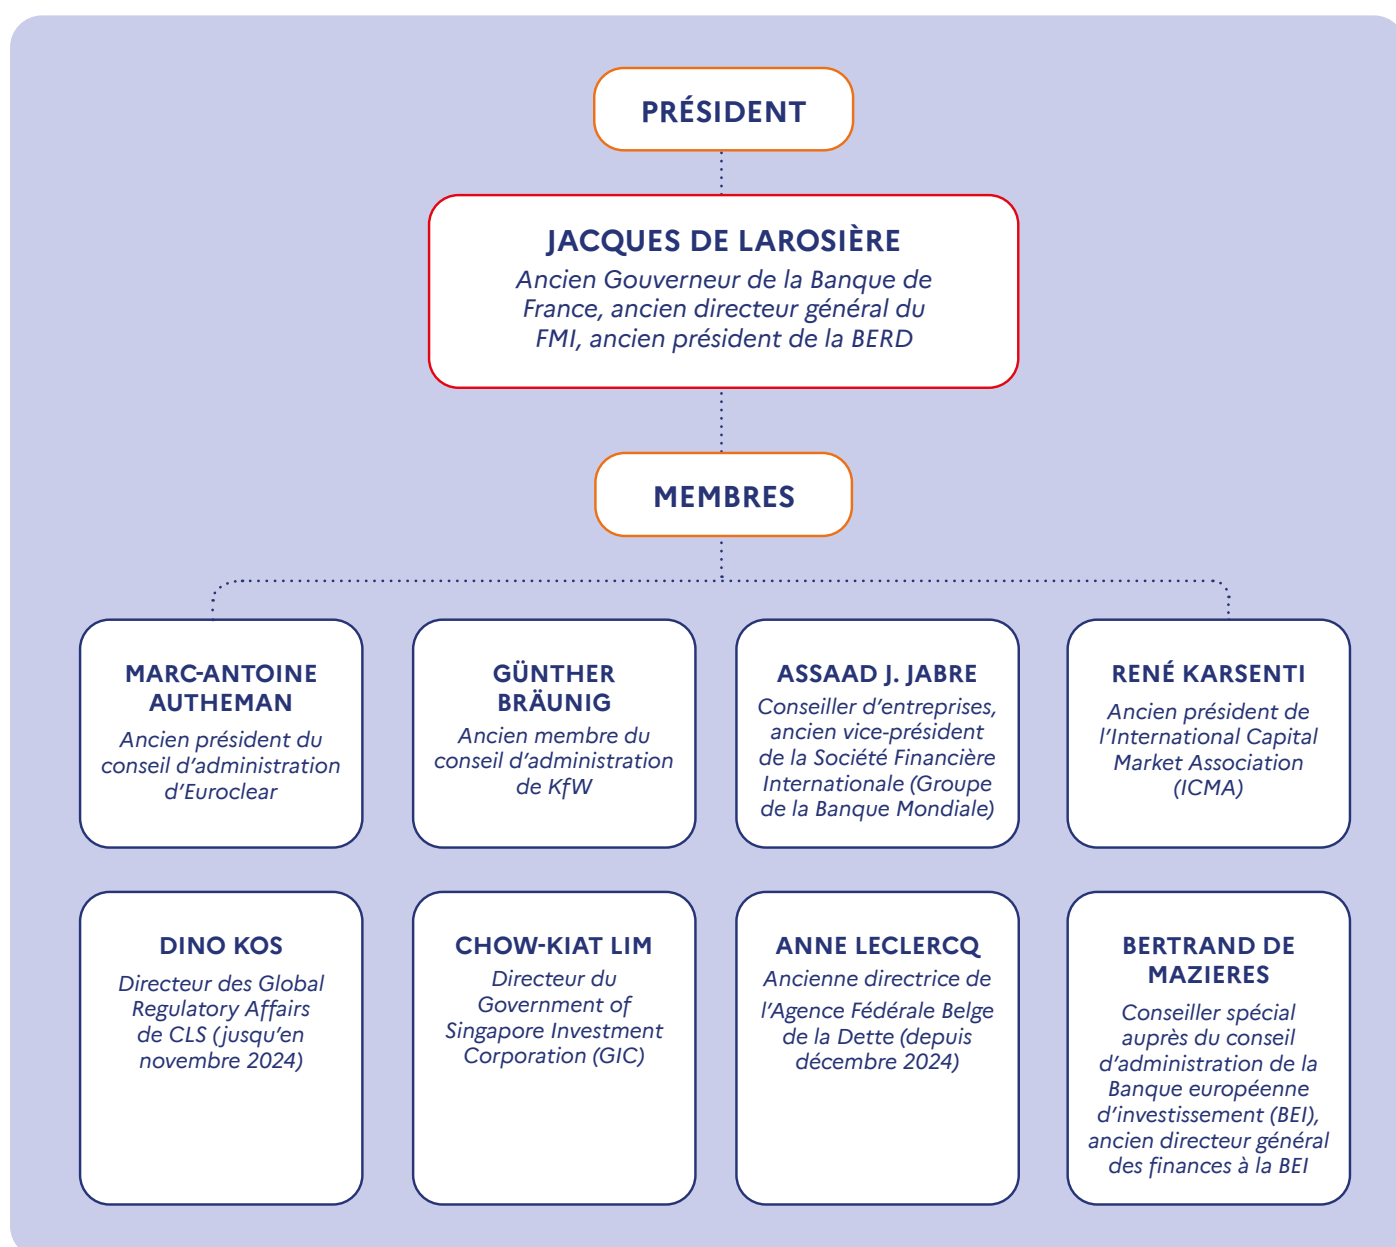 PRÉSIDENT
JACQUES DE LAROSIÈRE
Ancien Gouverneur de la Banque de
France, ancien directeur général du
FMI, ancien président de la BERD
MEMBRES
MARC-ANTOINE
AUTHEMAN
Ancien président du
conseil d’administration
d’Euroclear
GÜNTHER
BRÄUNIG
Ancien membre du
conseil d’administration
de KfW
ASSAAD J. JABRE
Conseiller d’entreprises,
ancien vice-président
de la Société Financière
Internationale (Groupe
de la Banque Mondiale)
RENÉ KARSENTI
Ancien président de
l’International Capital
Market Association
(ICMA)
DINO KOS
Directeur des Global
Regulatory Affairs
de CLS (jusqu’en
novembre 2024)
CHOW-KIAT LIM
Directeur du
Government of
Singapore Investment
Corporation (GIC)
ANNE LECLERCQ
Ancienne directrice de
l’Agence Fédérale Belge
de la Dette (depuis
décembre 2024)
BERTRAND DE
MAZIERES
Conseiller spécial
auprès du conseil
d’administration de la
Banque européenne
d’investissement (BEI),
ancien directeur général
des finances à la BEI